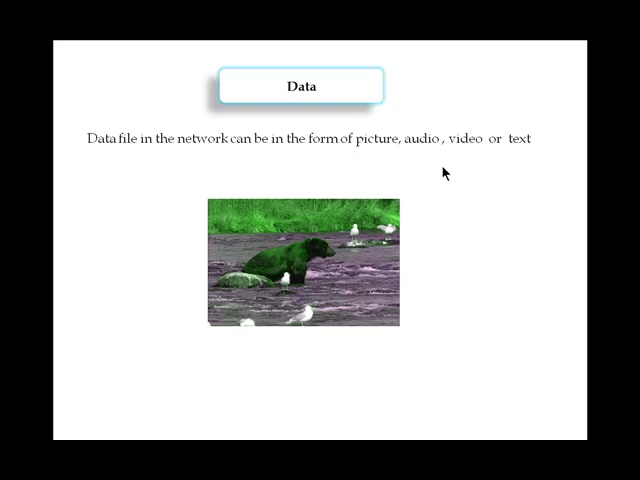 Data
Data file in the network can be in the form of picture, audio , video or text